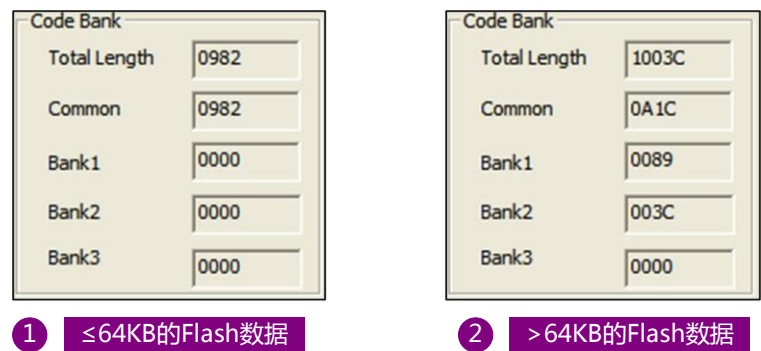 Code Bank
Total Length 0982
Common 0982
Bank1 0000
Bank2 0000
Bank3 0000
1 ≤64KB的Flash数据
Code Bank
Total Length 1003C
Common 0A1C
Bank1 0089
Bank2 003C
Bank3 0000
2 >64KB的Flash数据